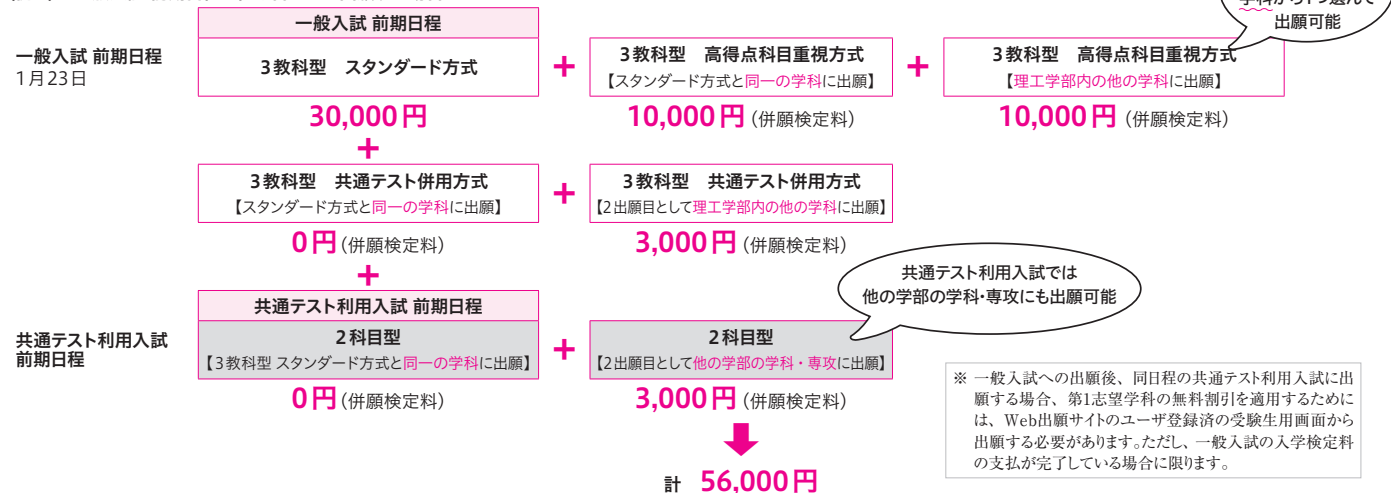 学科から1つ選んで
出願可能
一般入試 前期日程
1月23日
一般入試 前期日程
3教科型 スタンダード方式
30,000円
+
3教科型 高得点科目重視方式
【スタンダード方式と同一の学科に出願】
10,000円(併願検定料)
+
3教科型 高得点科目重視方式
【理工学部内の他の学科に出願】
10,000円(併願検定料)
+
3教科型 共通テスト併用方式
【スタンダード方式と同一の学科に出願】
0円(併願検定料)
+
3教科型 共通テスト併用方式
【2出願目として理工学部内の他の学科に出願】
3,000円(併願検定料)
+
共通テスト利用入試では
他の学部の学科・専攻にも出願可能
共通テスト利用入試
前期日程
共通テスト利用入試 前期日程
2科目型
【3教科型 スタンダード方式と同一の学科に出願】
0円(併願検定料)
+
2科目型
【2出願目として他の学部の学科・専攻に出願】
3,000円(併願検定料)
計 56,000円
※ 一般入試への出願後、同日程の共通テスト利用入試に出
願する場合、第1志望学科の無料割引を適用するために
は、Web出願サイトのユーザ登録済の受験生用画面から
出願する必要があります。ただし、一般入試の入学検定料
の支払が完了している場合に限ります。